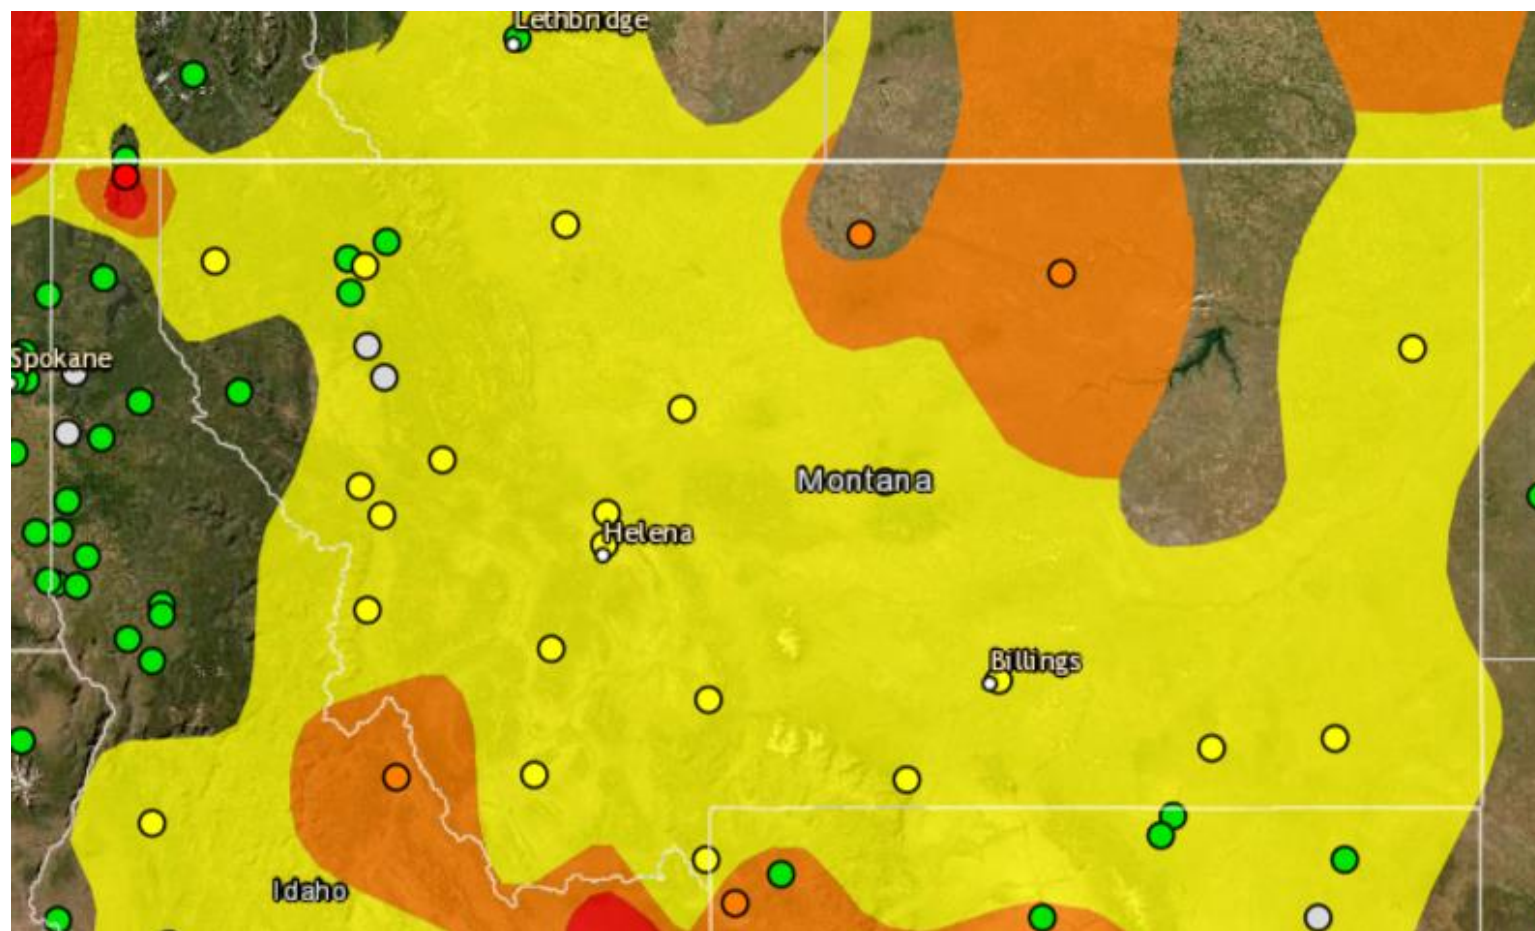 Lethbridge
Spokane
Montana
Helena
Billings
Idaho